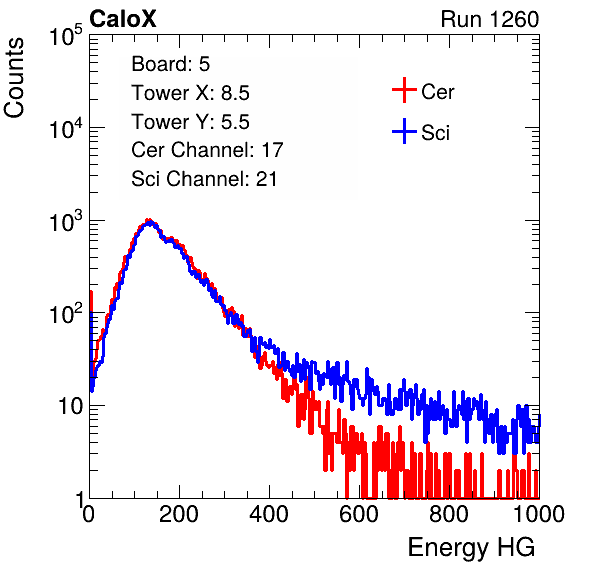 CaloX Run 1260
Counts
10^5
10^4
10^3
10^2
10
1
Board: 5
Tower X: 8.5
Tower Y: 5.5
Cer Channel: 17
Sci Channel: 21
Cer
Sci
0 200 400 600 800 1000
Energy HG